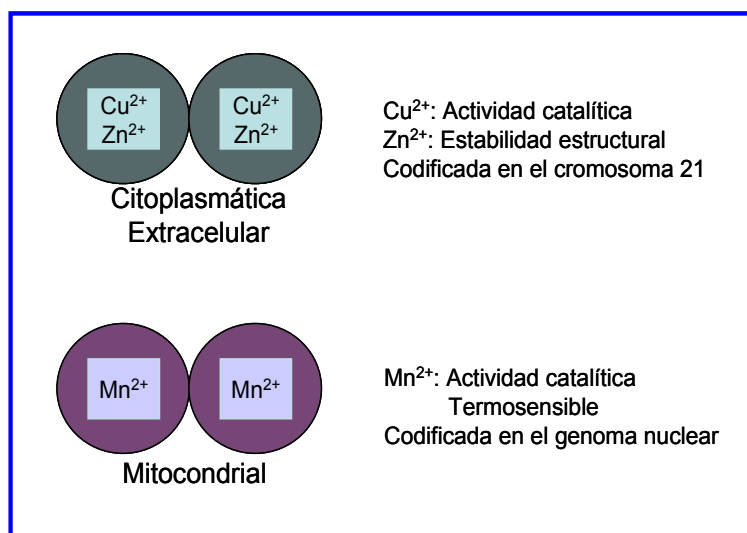 Cu²⁺ Cu²⁺
Zn²⁺ Zn²⁺
Citoplasmática
Extracelular
Cu²⁺: Actividad catalítica
Zn²⁺: Estabilidad estructural
Codificada en el cromosoma 21
Mn²⁺ Mn²⁺
Mitocondrial
Mn²⁺: Actividad catalítica
Termosensible
Codificada en el genoma nuclear